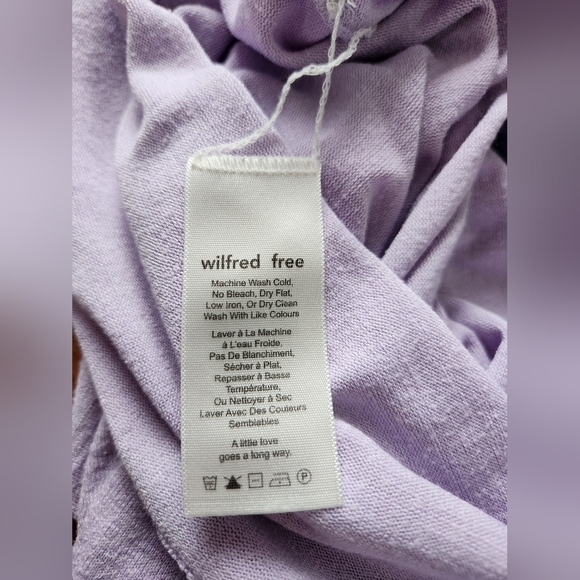 wilfred free
Machine Wash Cold,
No Bleach, Dry Flat,
Low Iron, Or Dry Clean
Wash With Like Colours
Laver à La Machine
à L'eau Froide,
Pas De Blanchiment,
Sécher à Plat,
Repasser à Basse
Température,
Ou Nettoyer à Sec
Laver Avec Des Couleurs
Semblables
A little love
goes a long way.
P